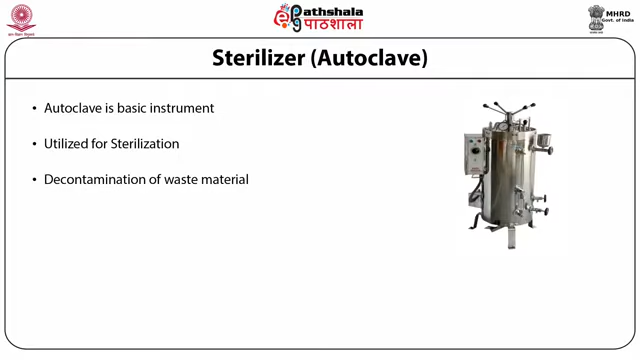 ePathshala
पाठशाला
MHRD
Govt. of India
Sterilizer (Autoclave)
• Autoclave is basic instrument
• Utilized for Sterilization
• Decontamination of waste material